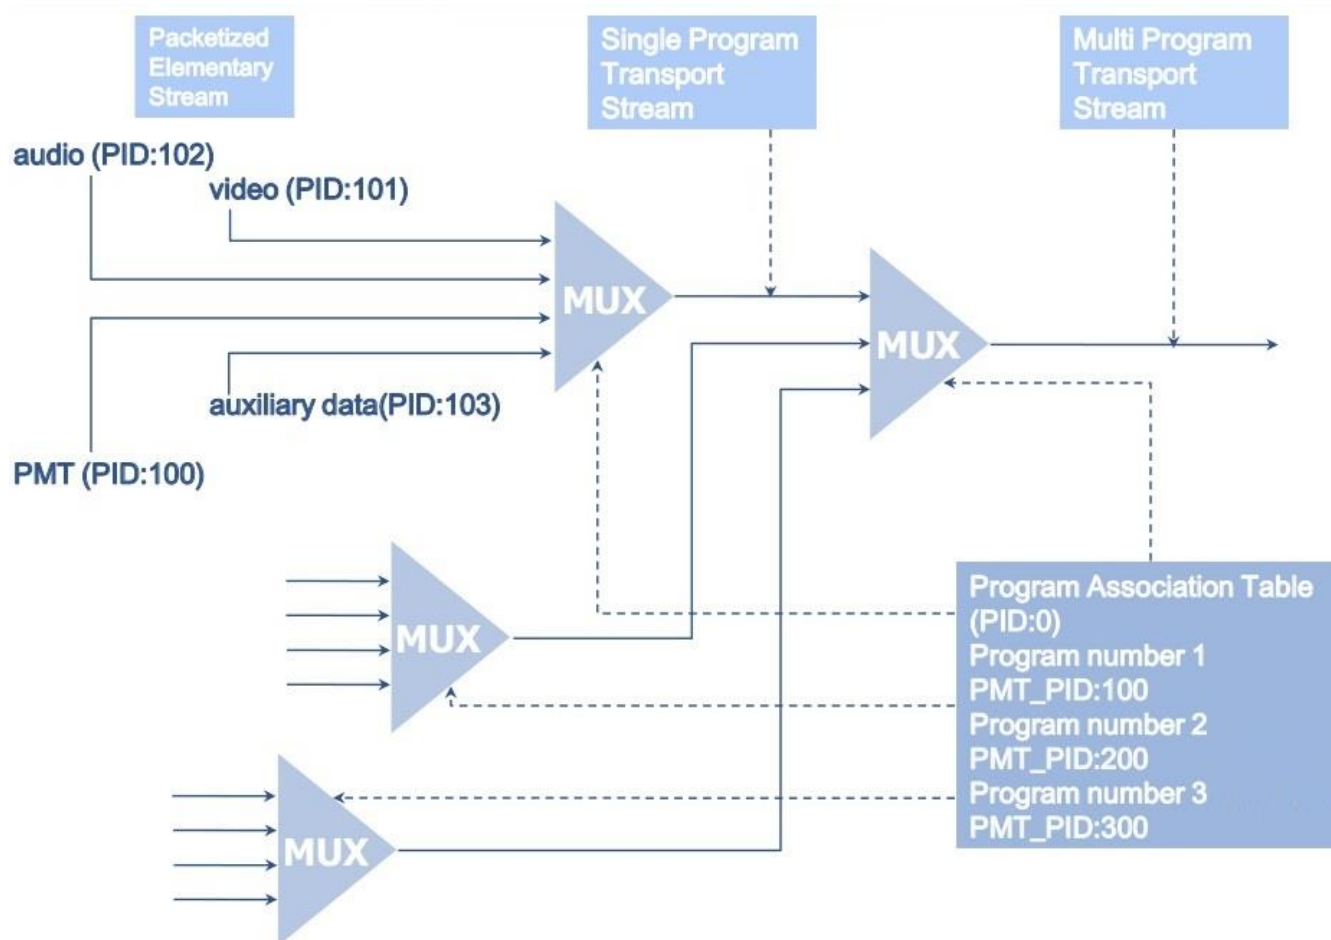 Packetized
Elementary
Stream
Single Program
Transport
Stream
Multi Program
Transport
Stream
audio (PID:102)
video (PID:101)
MUX
MUX
auxiliary data(PID:103)
PMT (PID:100)
MUX
Program Association Table
(PID:0)
Program number 1
PMT_PID:100
Program number 2
PMT_PID:200
Program number 3
PMT_PID:300
MUX